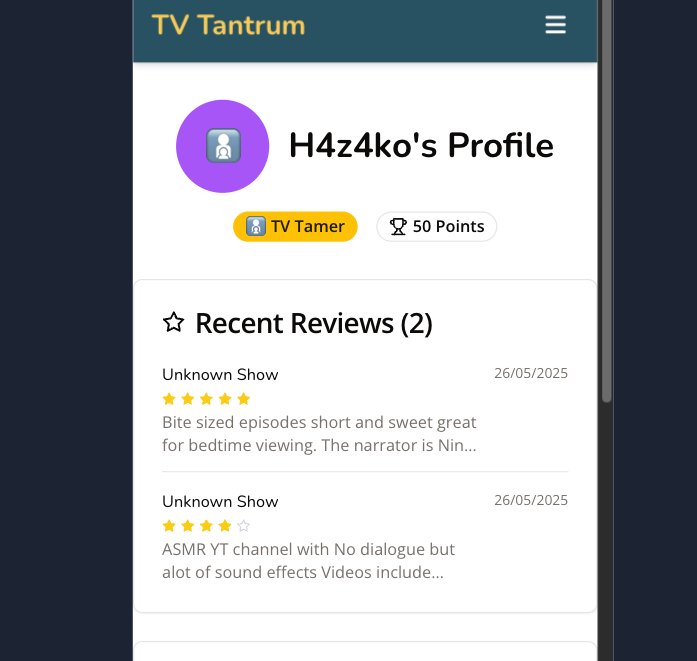 TV Tantrum
H4z4ko's Profile
TV Tamer
50 Points
Recent Reviews (2)
Unknown Show
26/05/2025
Bite sized episodes short and sweet great
for bedtime viewing. The narrator is Nin...
Unknown Show
26/05/2025
ASMR YT channel with No dialogue but
alot of sound effects Videos include...